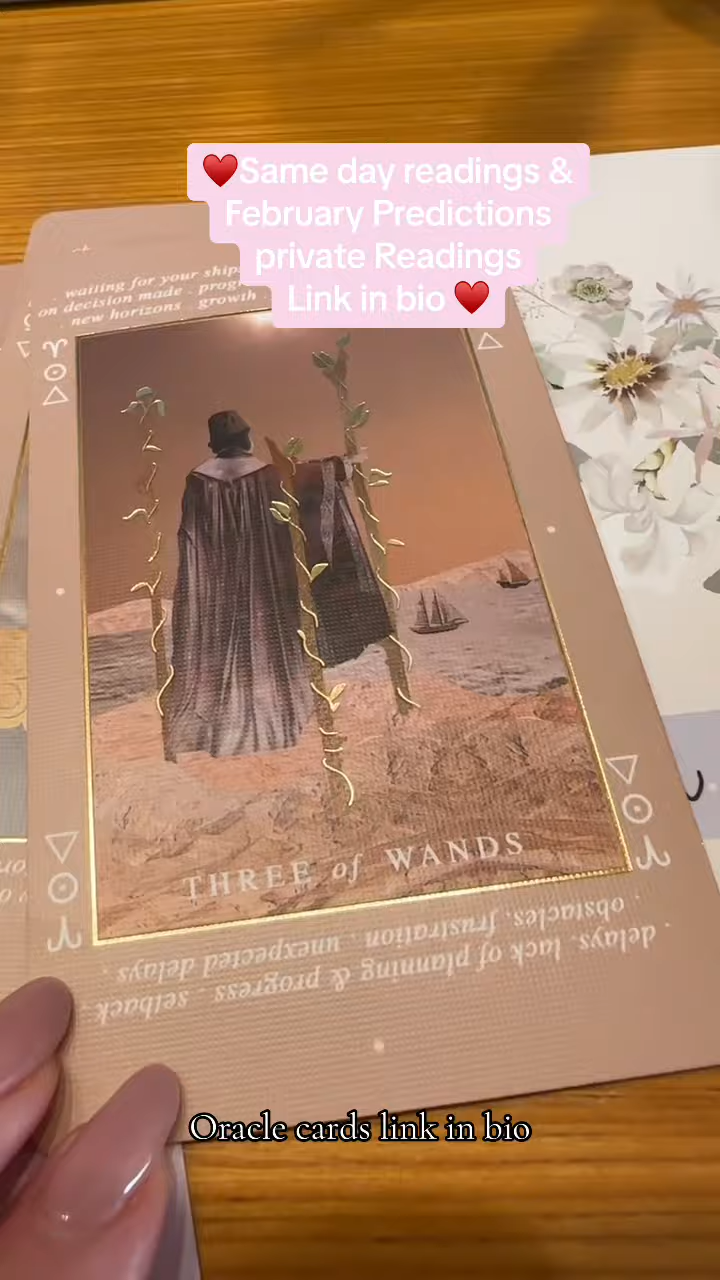 ♥️Same day readings &
February Predictions
private Readings
Link in bio ♥️
waiting for your ships
on decision made . prog
new horizons . growth .
THREE of WANDS
. delays . lack of planning & progress . setback .
obstacles . frustration . unexpected delays .
Oracle cards link in bio